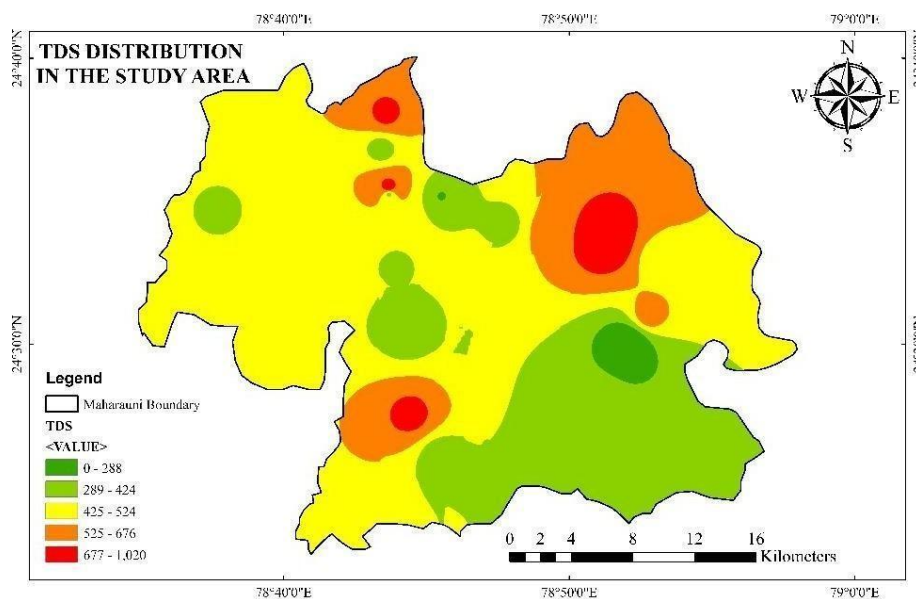 78°40'0"E 78°50'0"E 79°0'0"E
TDS DISTRIBUTION
IN THE STUDY AREA
24°40'0"N
N
W E
S
24°30'0"N
Legend
Maharauni Boundary
TDS
<VALUE>
0 - 288
289 - 424
425 - 524
525 - 676
677 - 1,020
0 1 2 4 8 12 16
Kilometers
78°40'0"E 78°50'0"E 79°0'0"E